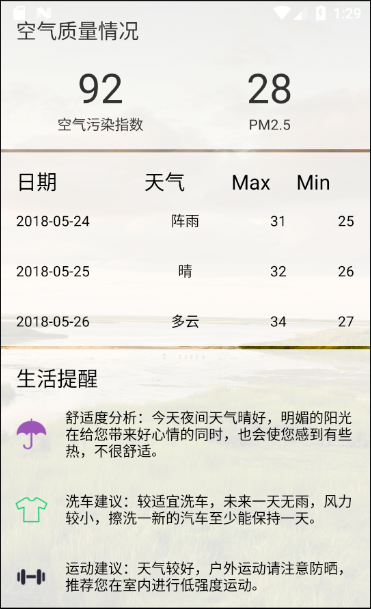 1:29
空气质量情况
92 28
空气污染指数 PM2.5
日期 天气 Max Min
2018-05-24 阵雨 31 25
2018-05-25 晴 32 26
2018-05-26 多云 34 27
生活提醒
舒适度分析：今天夜间天气晴好，明媚的阳光
在给您带来好心情的同时，也会使您感到有些
热，不很舒适。
洗车建议：较适宜洗车，未来一天无雨，风力
较小，擦洗一新的汽车至少能保持一天。
运动建议：天气较好，户外运动请注意防晒，
推荐您在室内进行低强度运动。